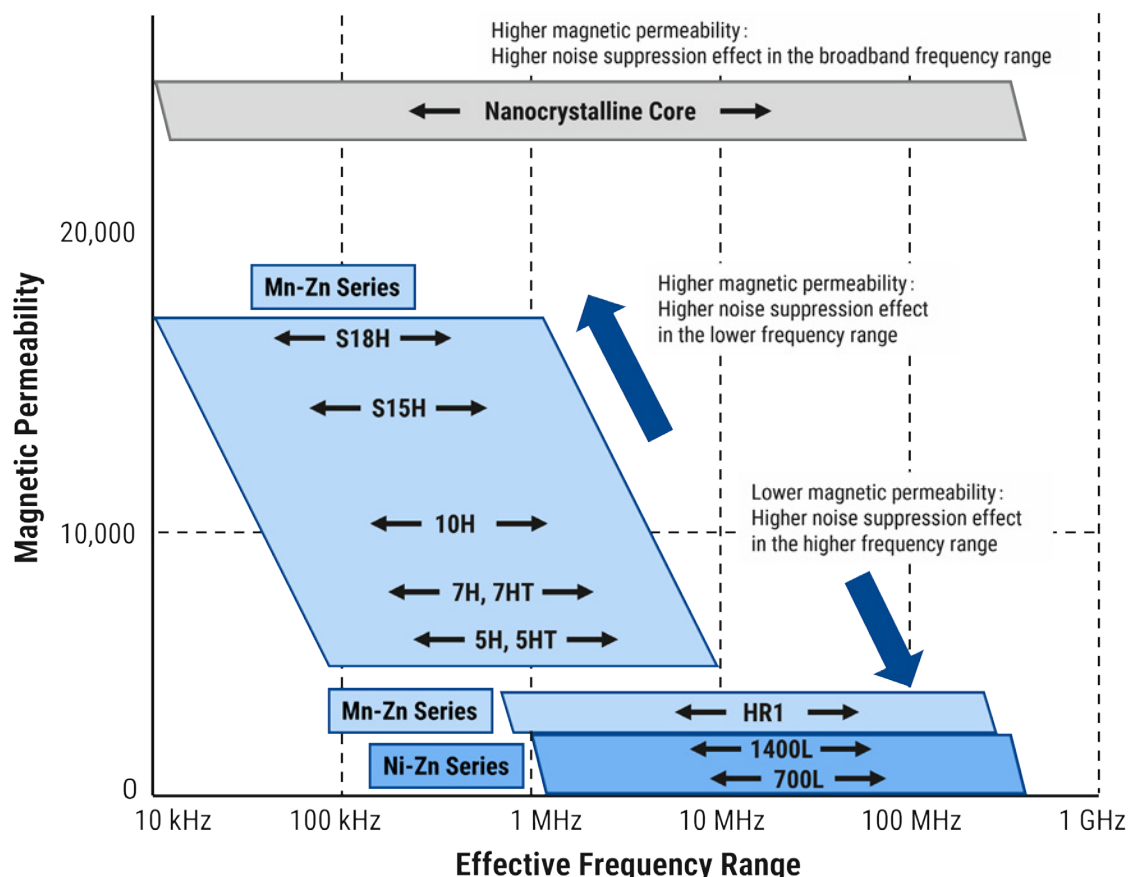 Higher magnetic permeability:
Higher noise suppression effect in the broadband frequency range
Nanocrystalline Core
20,000
Mn-Zn Series
Higher magnetic permeability:
Higher noise suppression effect
in the lower frequency range
S18H
S15H
Magnetic Permeability
Lower magnetic permeability:
Higher noise suppression effect
in the higher frequency range
10,000
10H
7H, 7HT
5H, 5HT
Mn-Zn Series
HR1
Ni-Zn Series
1400L
700L
0
10 kHz 100 kHz 1 MHz 10 MHz 100 MHz 1 GHz
Effective Frequency Range